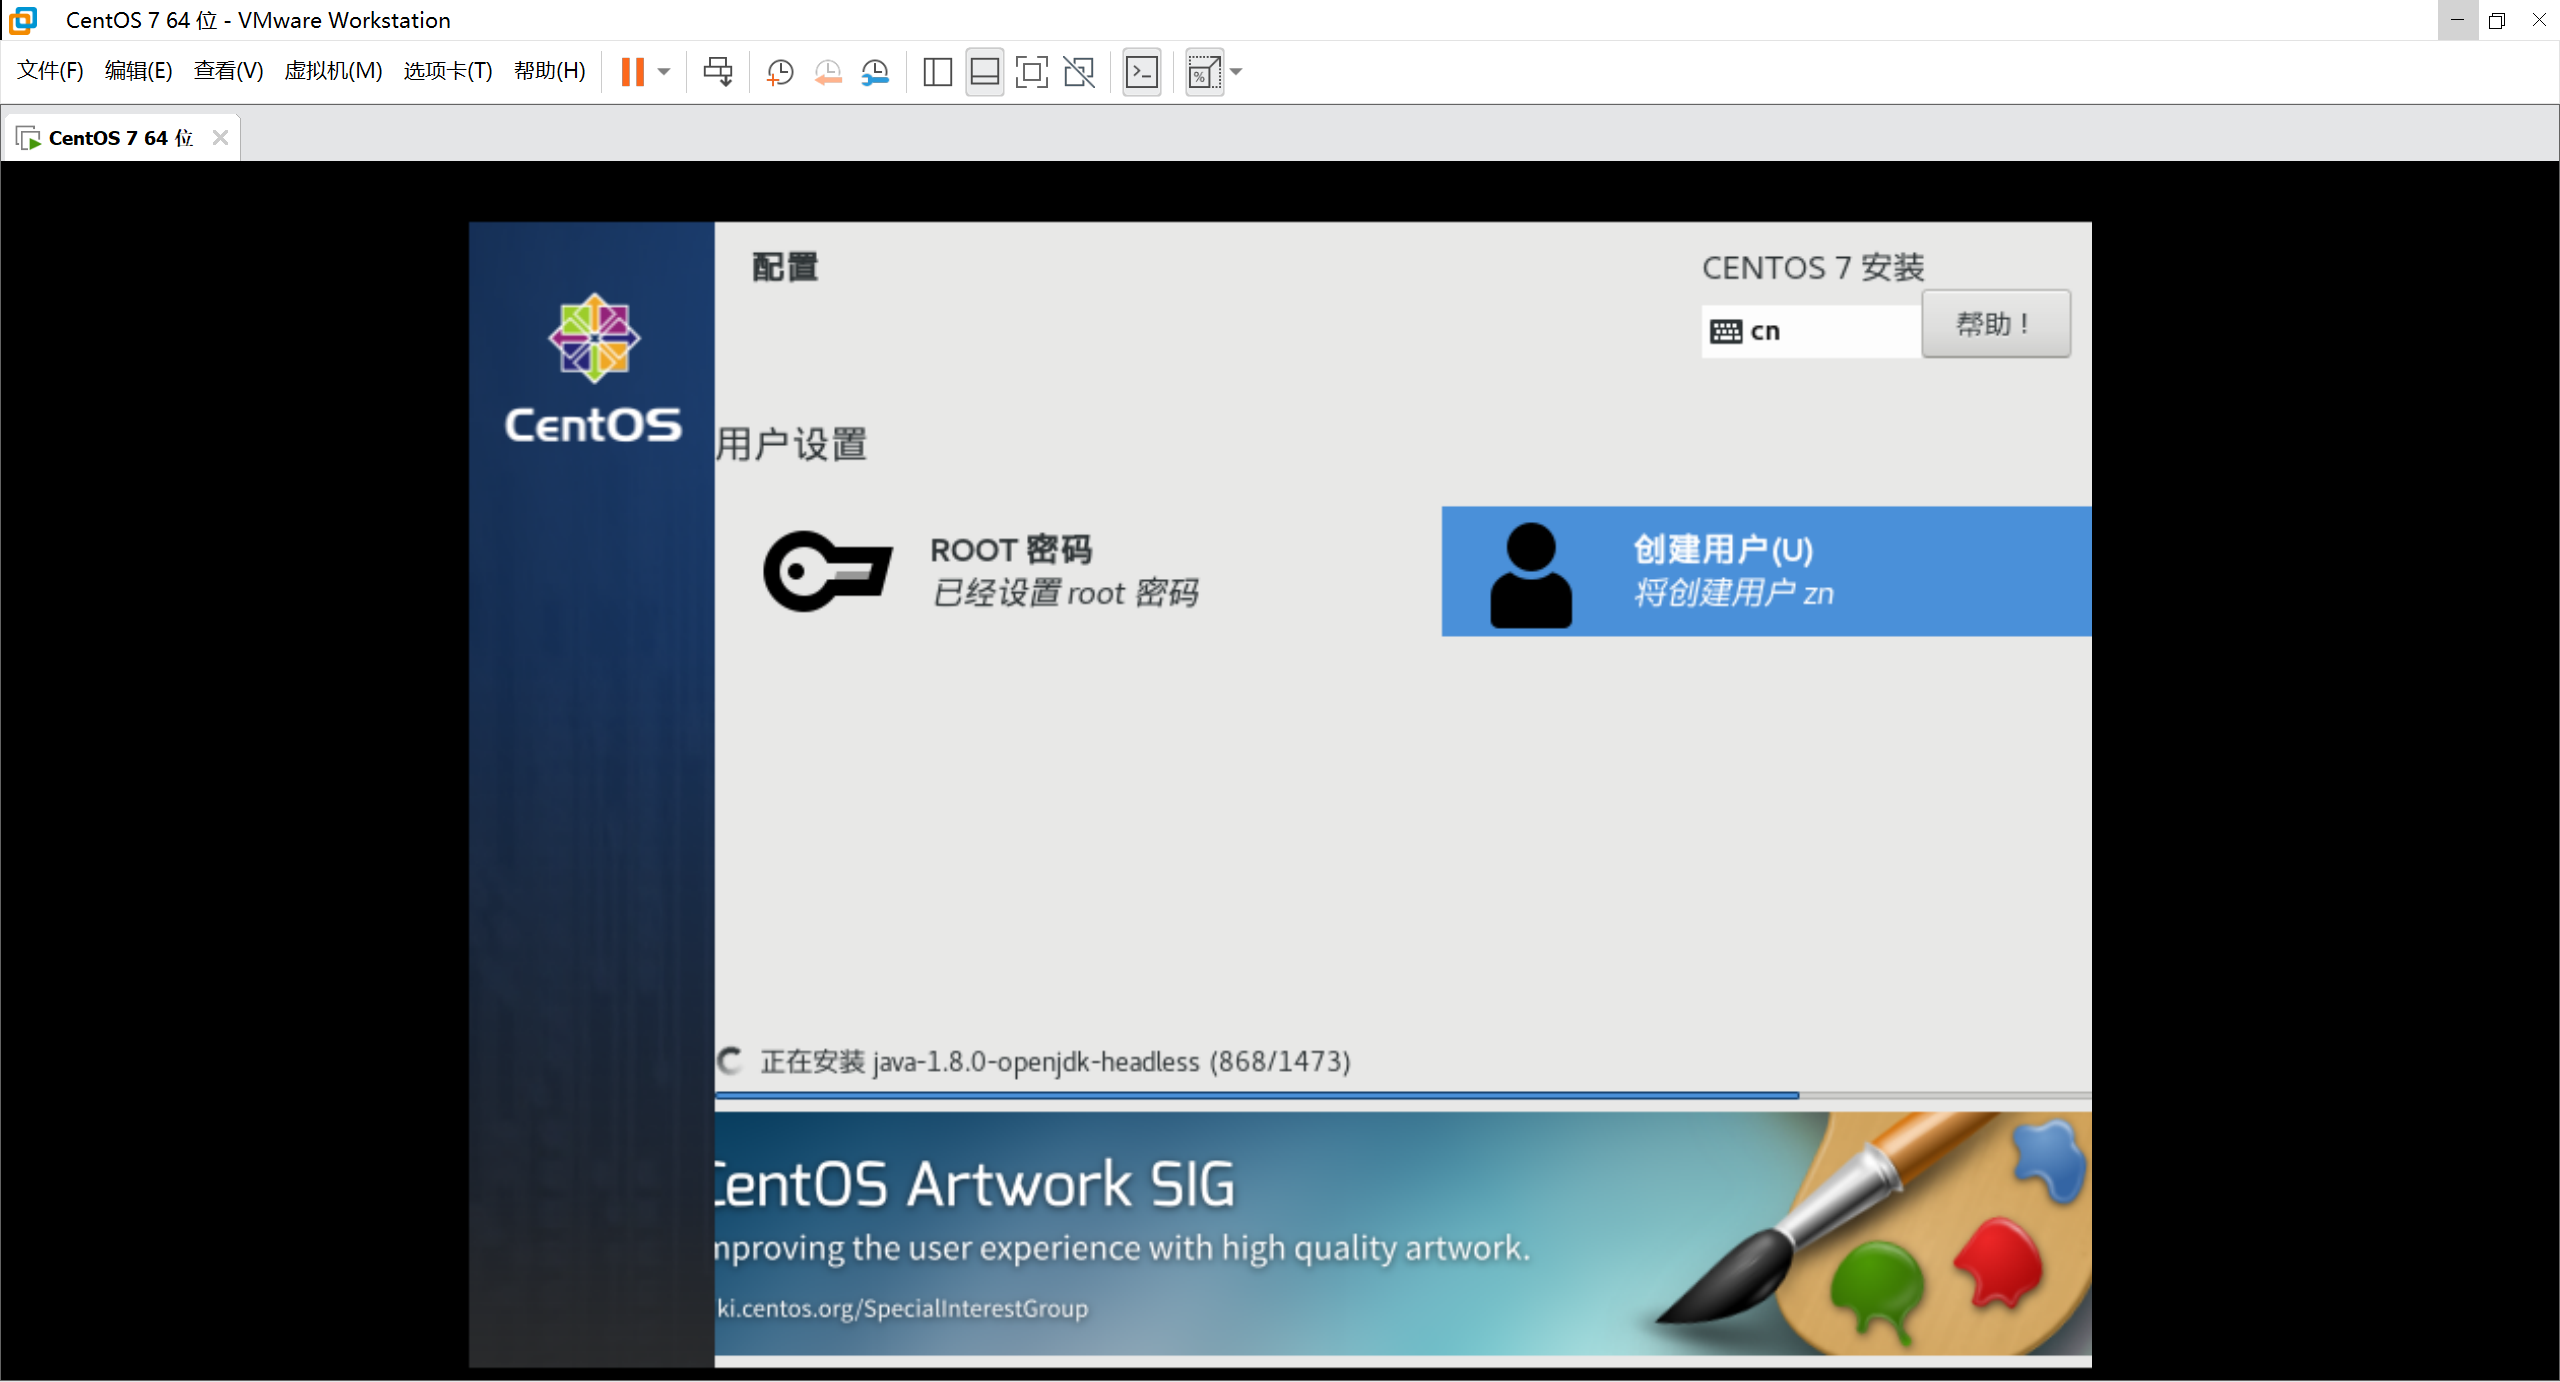 CentOS 7 64 位 - VMware Workstation
文件(F) 编辑(E) 查看(V) 虚拟机(M) 选项卡(T) 帮助(H)
CentOS 7 64 位
配置
CENTOS 7 安装
cn
帮助！
CentOS
用户设置
ROOT 密码
已经设置 root 密码
创建用户(U)
将创建用户 zn
正在安装 java-1.8.0-openjdk-headless (868/1473)
CentOS Artwork SIG
mproving the user experience with high quality artwork.
ki.centos.org/SpecialInterestGroup